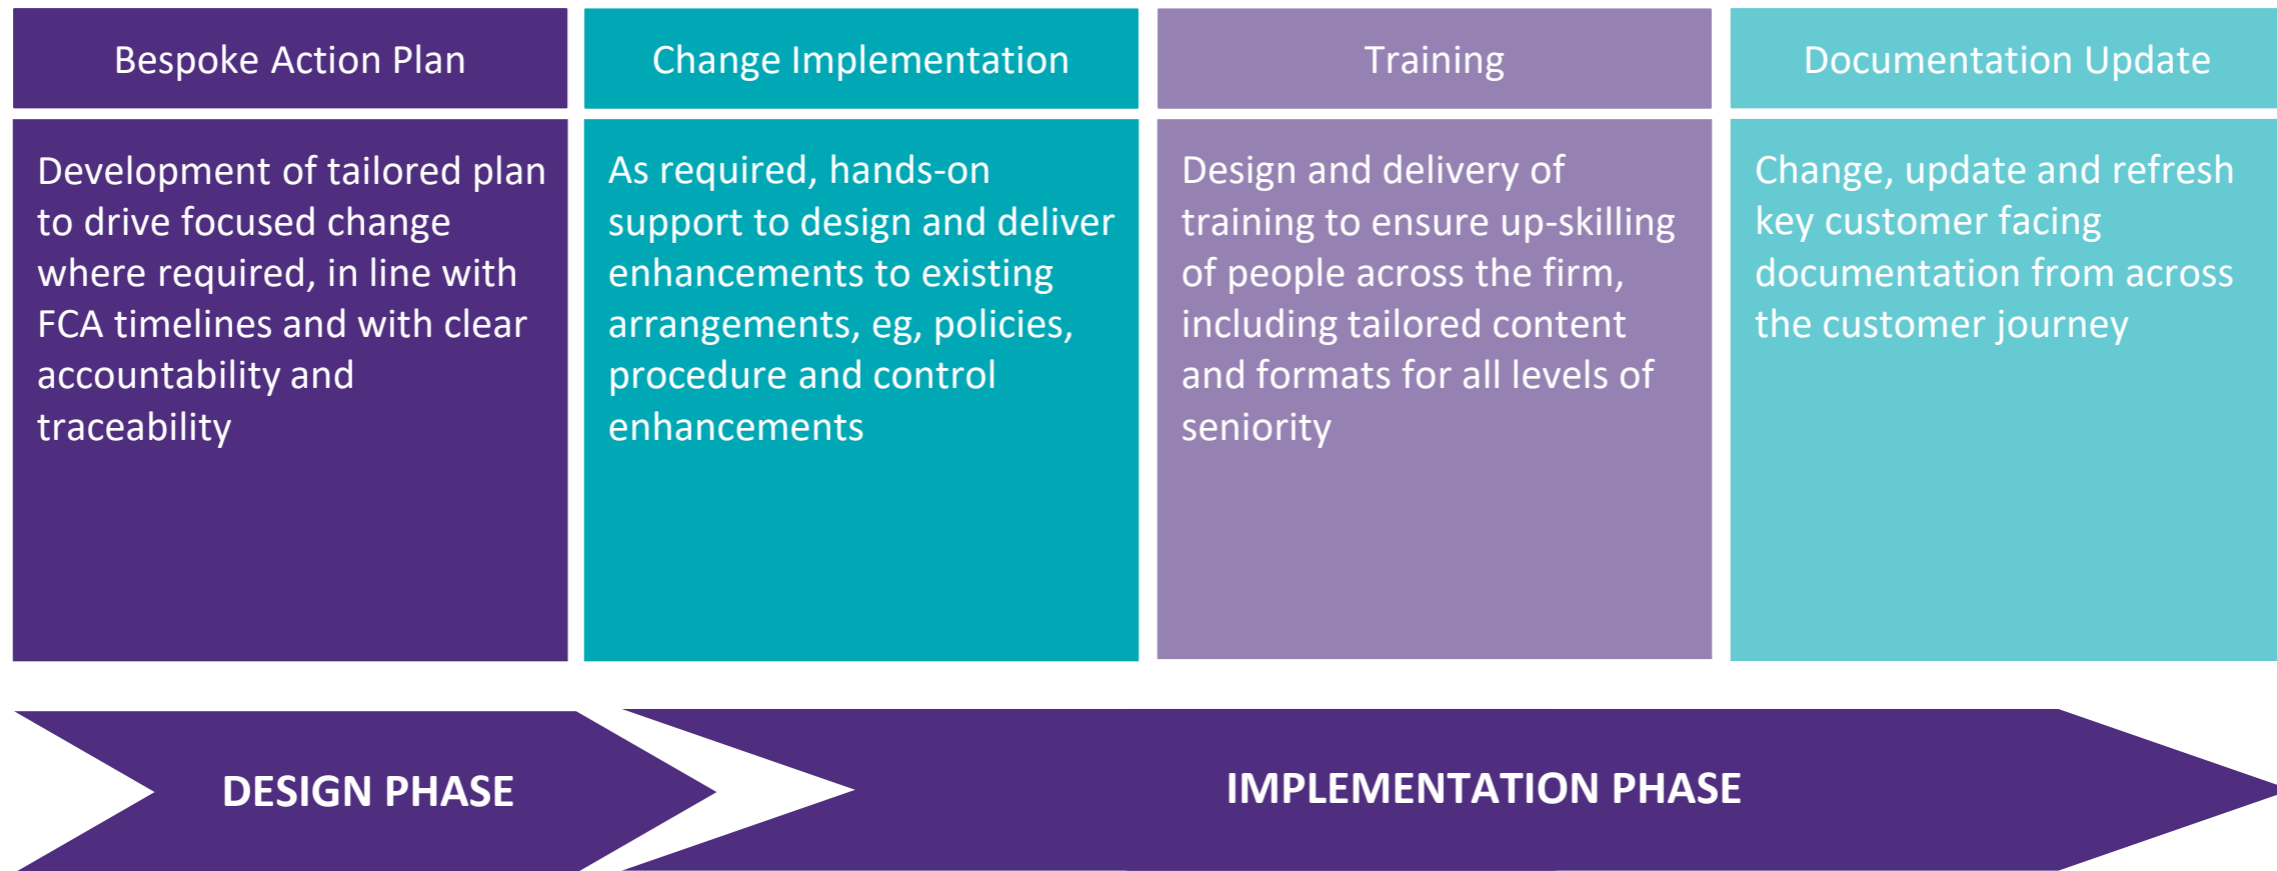 Bespoke Action Plan
Development of tailored plan
to drive focused change
where required, in line with
FCA timelines and with clear
accountability and
traceability
Change Implementation
As required, hands-on
support to design and deliver
enhancements to existing
arrangements, eg, policies,
procedure and control
enhancements
Training
Design and delivery of
training to ensure up-skilling
of people across the firm,
including tailored content
and formats for all levels of
seniority
Documentation Update
Change, update and refresh
key customer facing
documentation from across
the customer journey
DESIGN PHASE
IMPLEMENTATION PHASE